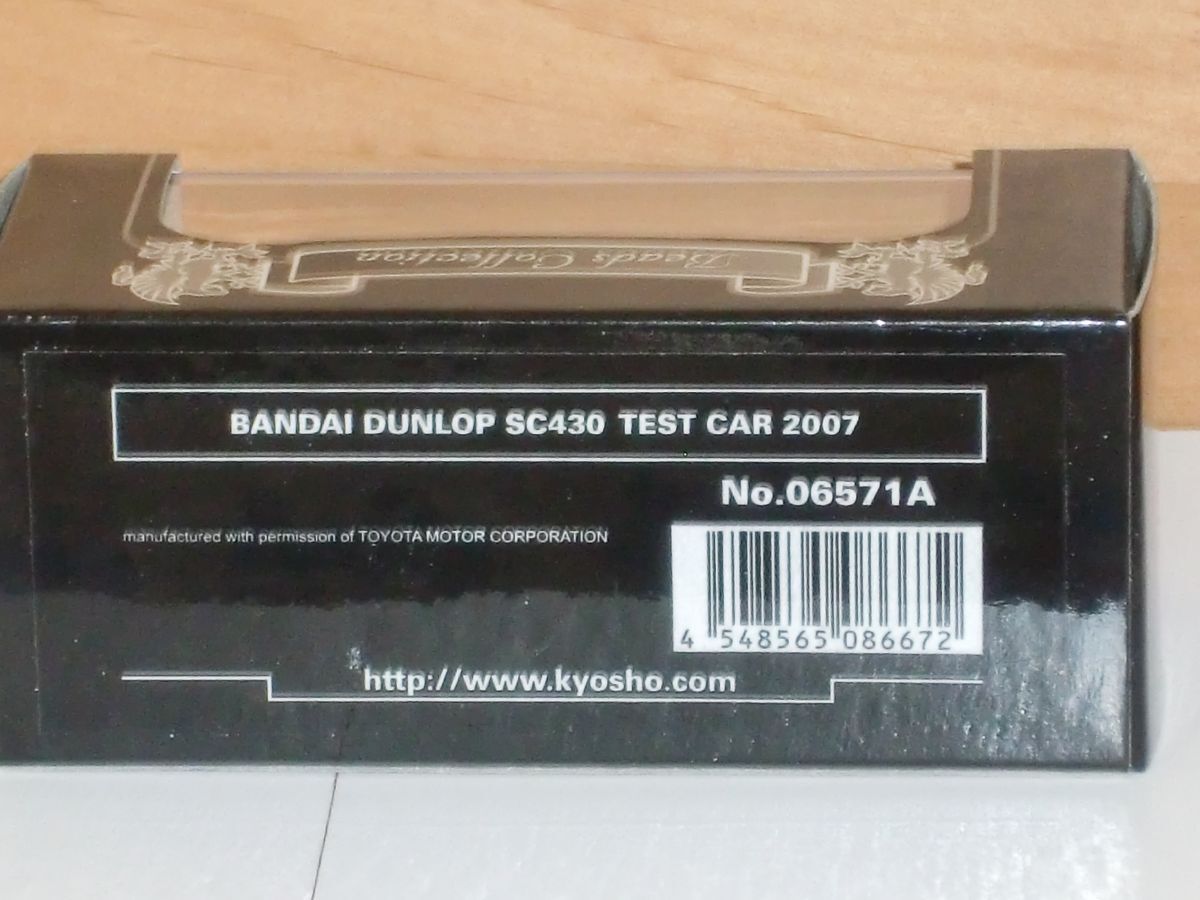 Beads Collection
BANDAI DUNLOP SC430 TEST CAR 2007
No.06571A
manufactured with permission of TOYOTA MOTOR CORPORATION
4 548565 086672
http://www.kyosho.com